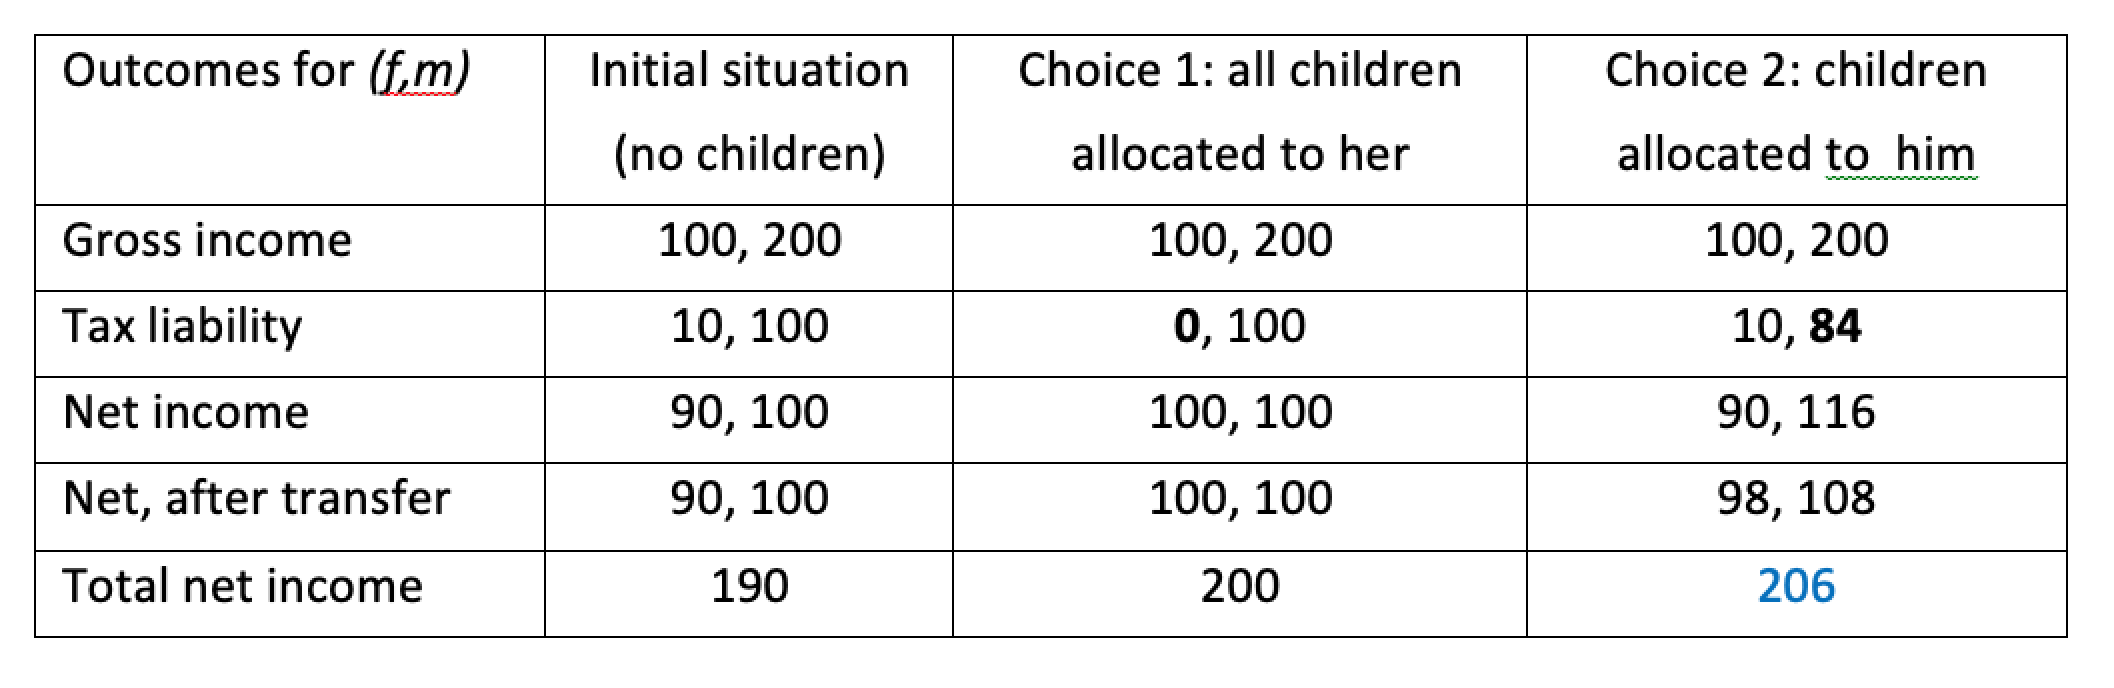 Outcomes for (f,m)
Initial situation
(no children)
Choice 1: all children
allocated to her
Choice 2: children
allocated to  him
Gross income
100, 200
100, 200
100, 200
Tax liability
10, 100
0, 100
10, 84
Net income
90, 100
100, 100
90, 116
Net, after transfer
90, 100
100, 100
98, 108
Total net income
190
200
206